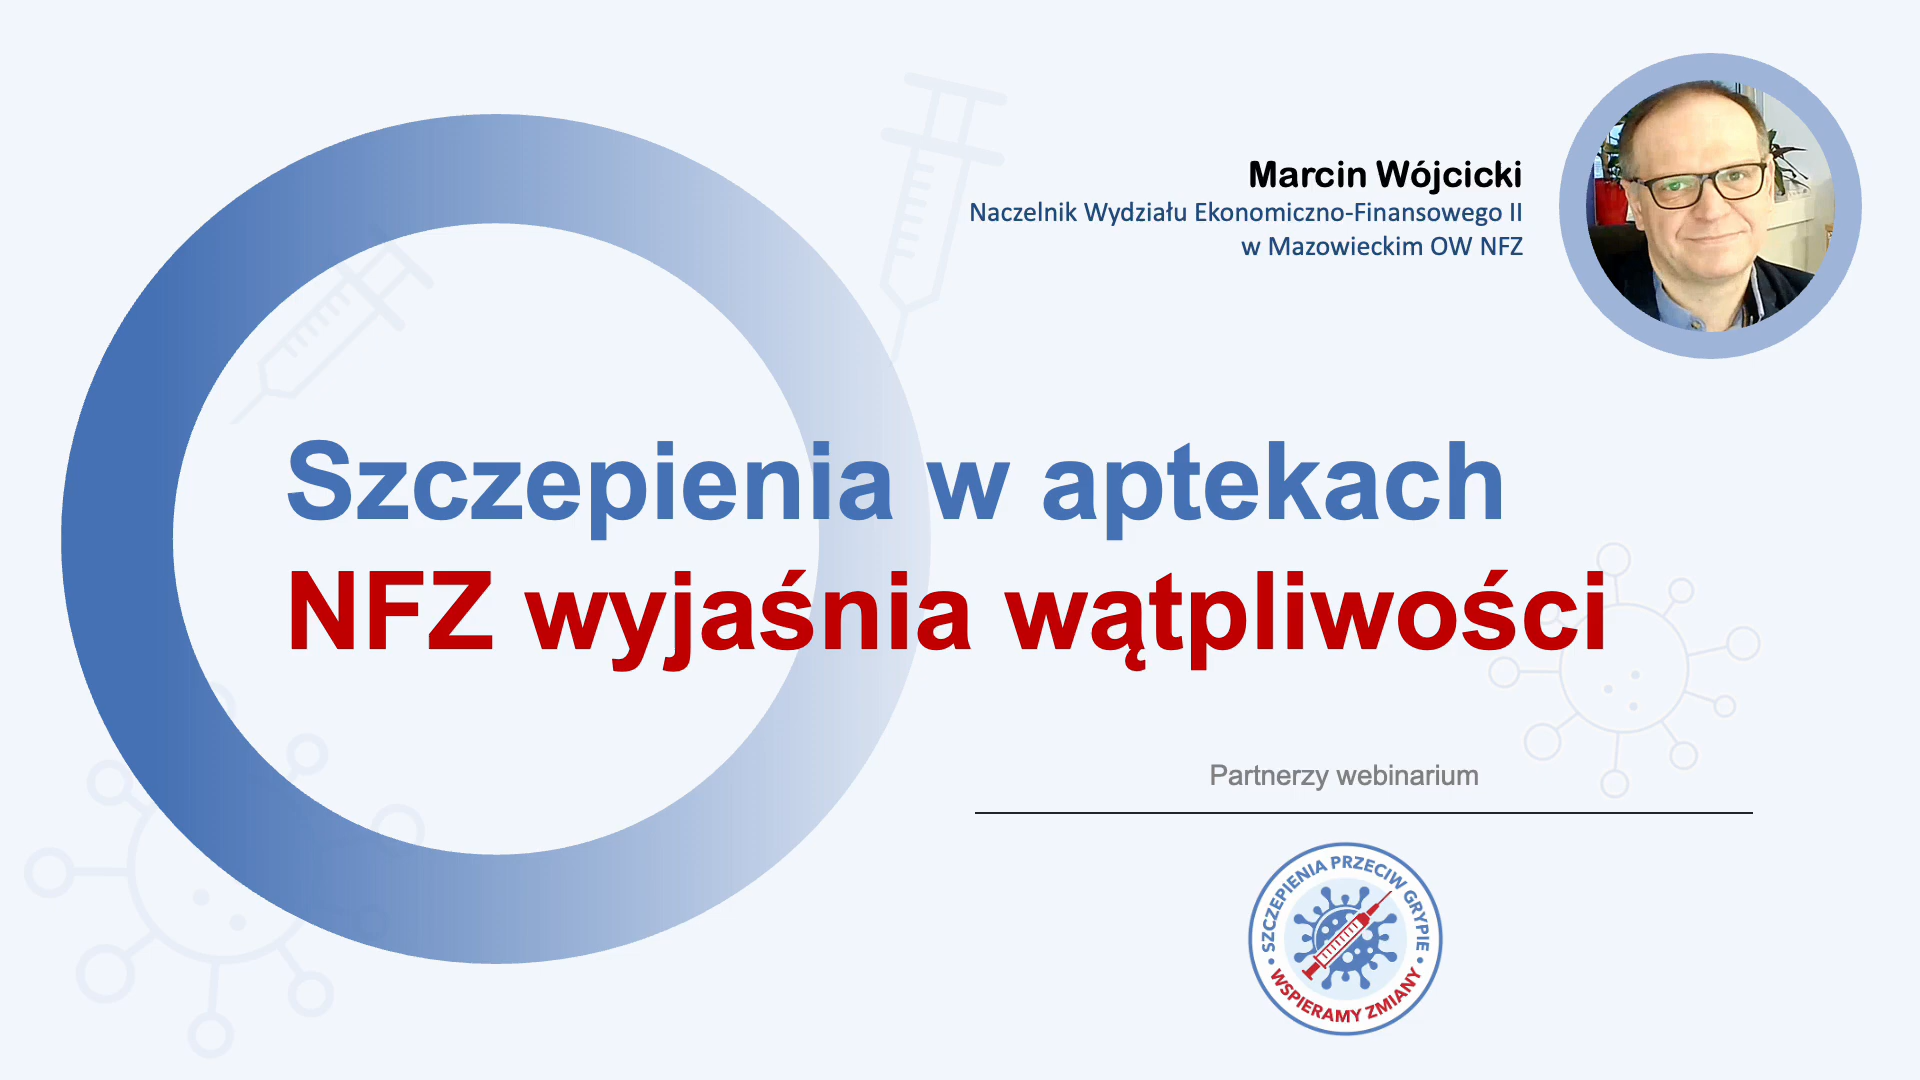 Marcin Wójcicki
Naczelnik Wydziału Ekonomiczno-Finansowego II
w Mazowieckim OW NFZ
Szczepienia w aptekach
NFZ wyjaśnia wątpliwości
Partnerzy webinarium
• SZCZEPIENIA PRZECIW GRYPIE •
WSPIERAMY ZMIANY